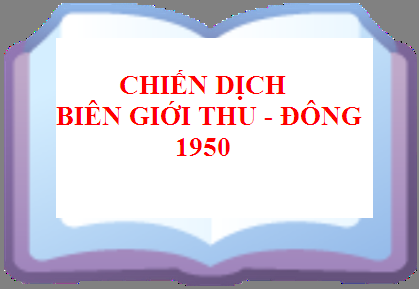 CHIẾN DỊCH
BIÊN GIỚI THU - ĐÔNG
1950